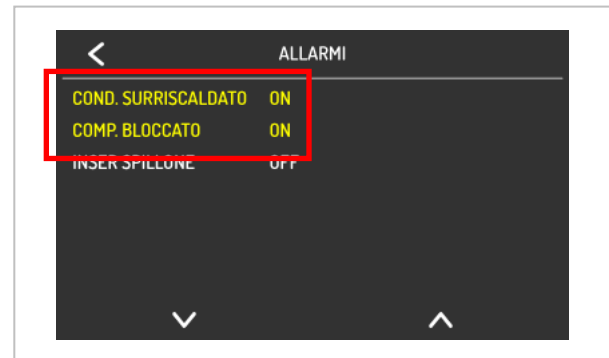 ALLARMI
COND. SURRISCALDATO ON
COMP. BLOCCATO ON
INSER SPILLONE OFF